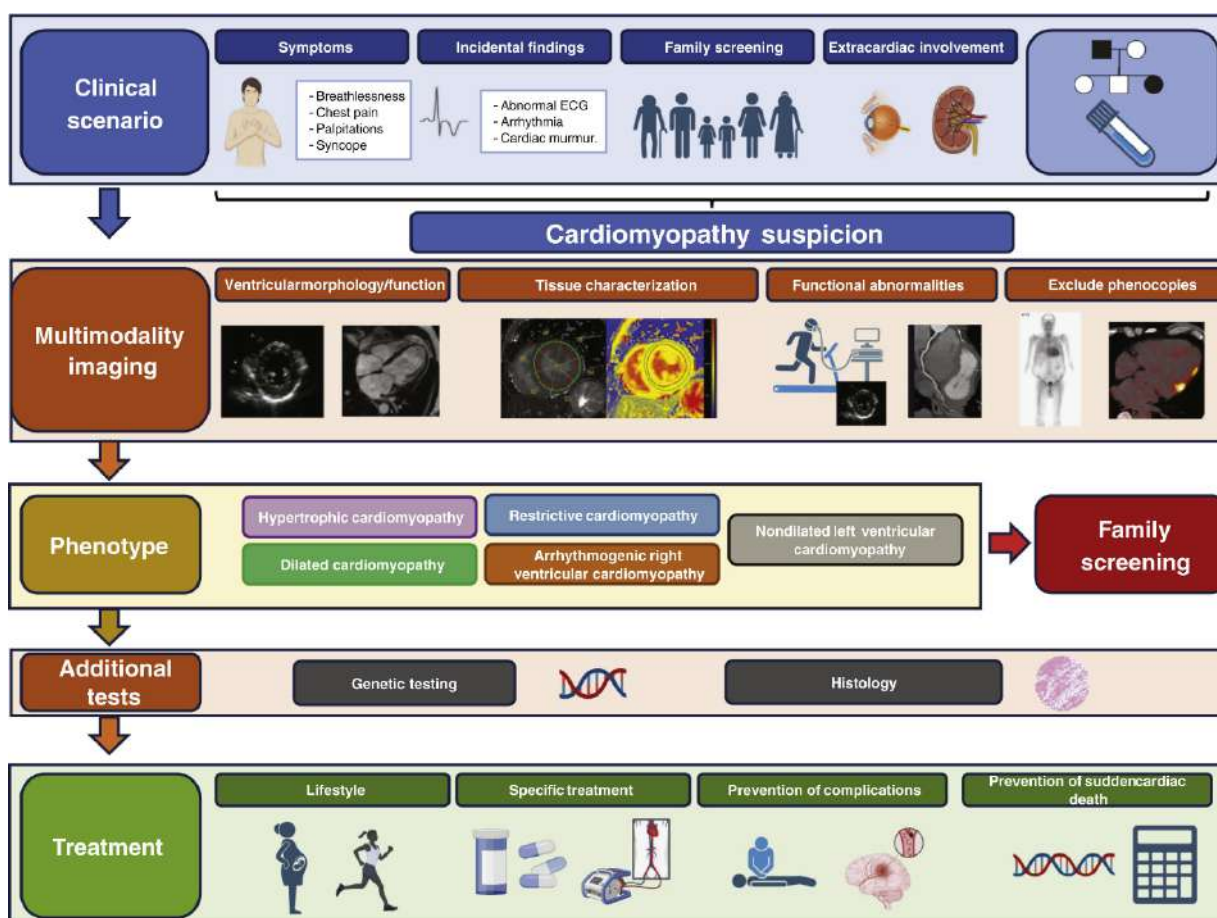 Clinical
scenario
Symptoms
- Breathlessness
- Chest pain
- Palpitations
- Syncope
Incidental findings
- Abnormal ECG
- Arrhythmia
- Cardiac murmur.
Family screening
Extracardiac involvement
Cardiomyopathy suspicion
Multimodality
imaging
Ventricularmorphology/function
Tissue characterization
Functional abnormalities
Exclude phenocopies
Phenotype
Hypertrophic cardiomyopathy
Restrictive cardiomyopathy
Nondilated left ventricular
cardiomyopathy
Dilated cardiomyopathy
Arrhythmogenic right
ventricular cardiomyopathy
Family
screening
Additional
tests
Genetic testing
Histology
Treatment
Lifestyle
Specific treatment
Prevention of complications
Prevention of suddencardiac
death